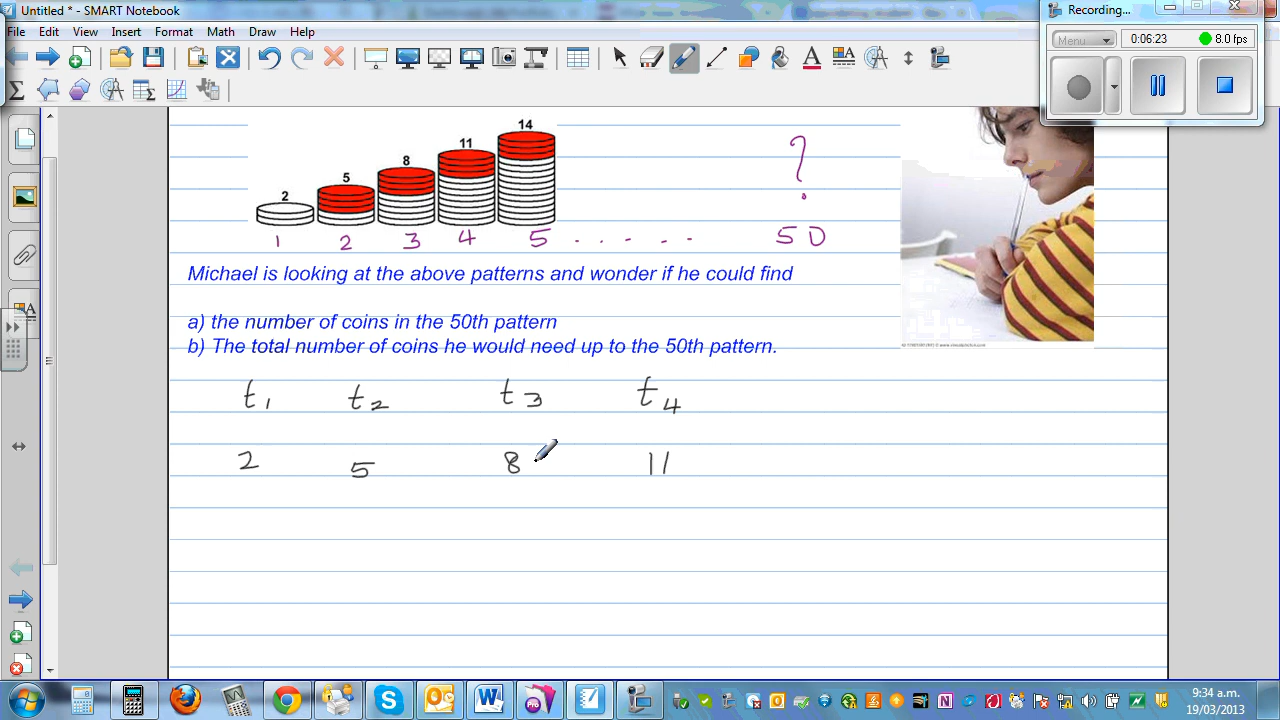 Untitled * - SMART Notebook
Recording...
File Edit View Insert Format Math Draw Help
Menu 0:06:23 8.0 fps
14
11
8
5
2
?
1 2 3 4 5 . . . . . . 50
Michael is looking at the above patterns and wonder if he could find
a) the number of coins in the 50th pattern
b) The total number of coins he would need up to the 50th pattern.
t1 t2 t3 t4
2 5 8 11
9:34 a.m.
19/03/2013